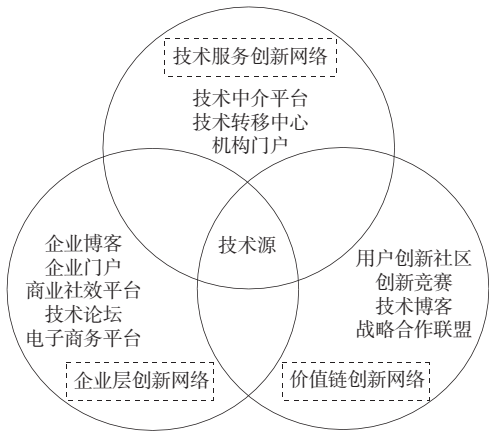 技术服务创新网络
技术中介平台
技术转移中心
机构门户
技术源
企业博客
企业门户
商业社效平台
技术论坛
电子商务平台
企业层创新网络
用户创新社区
创新竞赛
技术博客
战略合作联盟
价值链创新网络